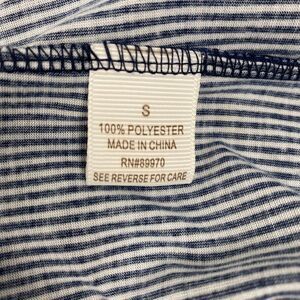 S
100% POLYESTER
MADE IN CHINA
RN#89970
SEE REVERSE FOR CARE